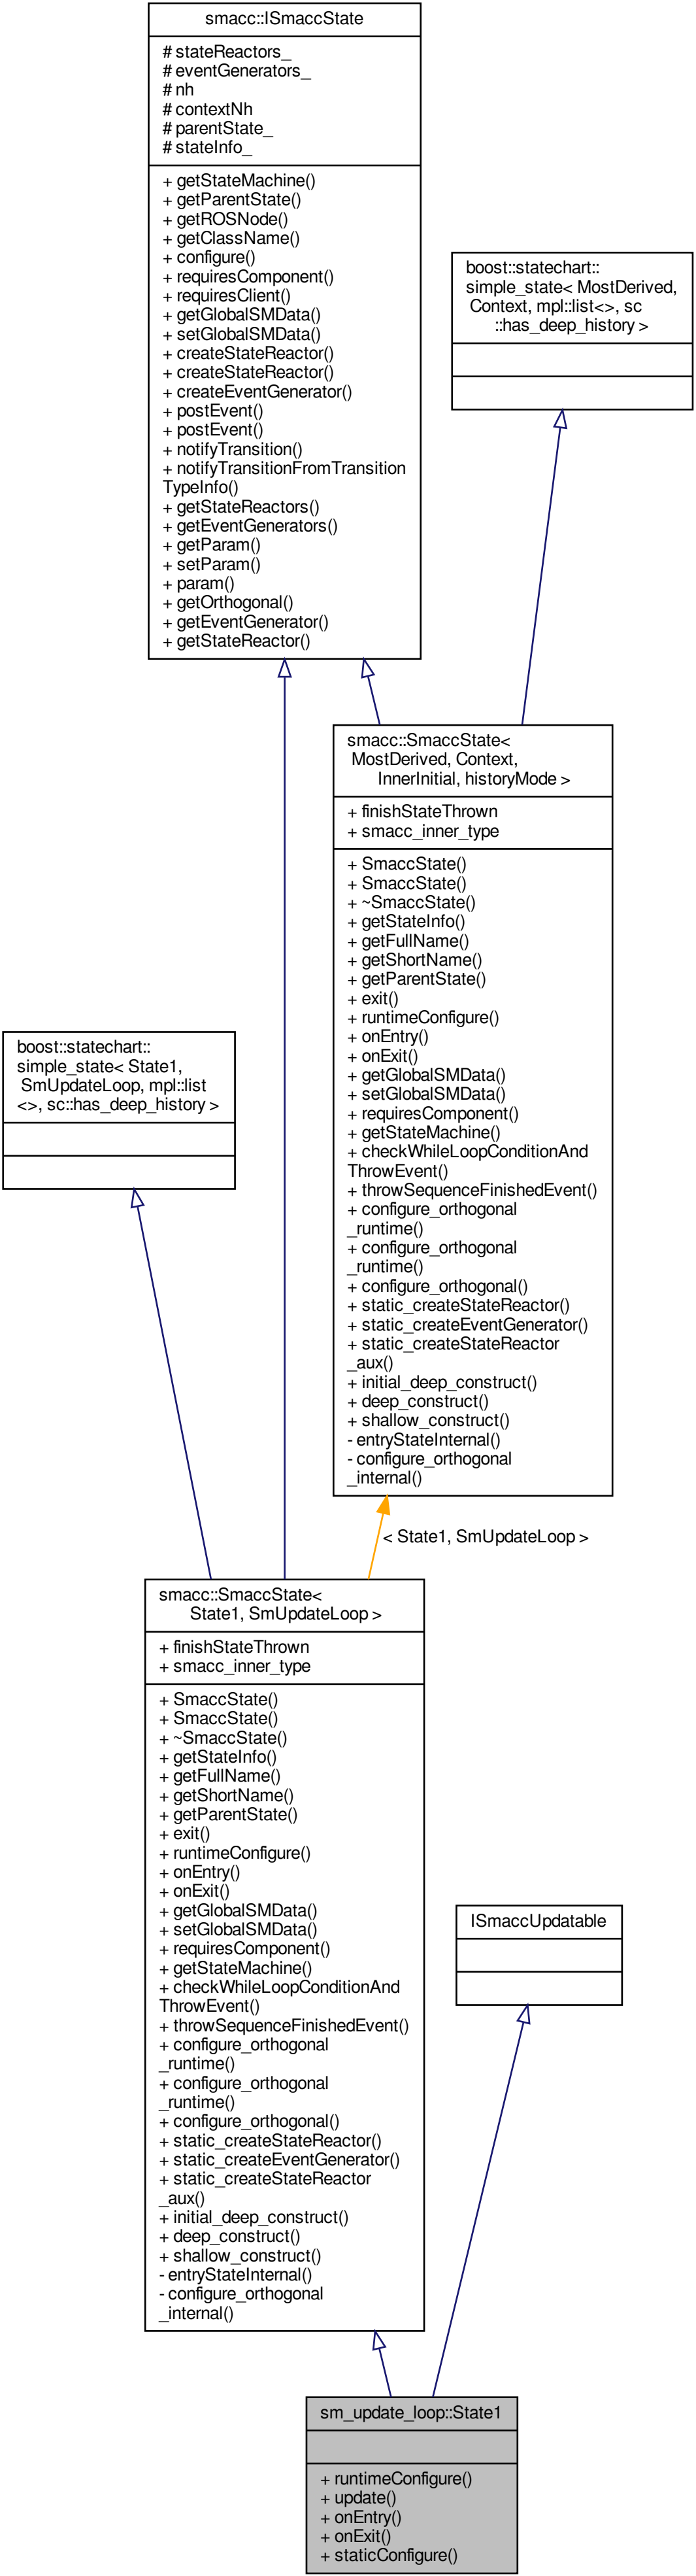 smacc::ISmaccState
# stateReactors_
# eventGenerators_
# nh
# contextNh
# parentState_
# stateInfo_
+ getStateMachine()
+ getParentState()
+ getROSNode()
+ getClassName()
+ configure()
+ requiresComponent()
+ requiresClient()
+ getGlobalSMData()
+ setGlobalSMData()
+ createStateReactor()
+ createStateReactor()
+ createEventGenerator()
+ postEvent()
+ postEvent()
+ notifyTransition()
+ notifyTransitionFromTransition
TypeInfo()
+ getStateReactors()
+ getEventGenerators()
+ getParam()
+ setParam()
+ param()
+ getOrthogonal()
+ getEventGenerator()
+ getStateReactor()
boost::statechart::
simple_state< MostDerived,
Context, mpl::list<>, sc
::has_deep_history >
smacc::SmaccState<
MostDerived, Context,
InnerInitial, historyMode >
+ finishStateThrown
+ smacc_inner_type
+ SmaccState()
+ SmaccState()
+ ~SmaccState()
+ getStateInfo()
+ getFullName()
+ getShortName()
+ getParentState()
+ exit()
+ runtimeConfigure()
+ onEntry()
+ onExit()
+ getGlobalSMData()
+ setGlobalSMData()
+ requiresComponent()
+ getStateMachine()
+ checkWhileLoopConditionAnd
ThrowEvent()
+ throwSequenceFinishedEvent()
+ configure_orthogonal
_runtime()
+ configure_orthogonal
_runtime()
+ configure_orthogonal()
+ static_createStateReactor()
+ static_createEventGenerator()
+ static_createStateReactor
_aux()
+ initial_deep_construct()
+ deep_construct()
+ shallow_construct()
- entryStateInternal()
- configure_orthogonal
_internal()
boost::statechart::
simple_state< State1,
SmUpdateLoop, mpl::list
<>, sc::has_deep_history >
< State1, SmUpdateLoop >
smacc::SmaccState<
State1, SmUpdateLoop >
+ finishStateThrown
+ smacc_inner_type
+ SmaccState()
+ SmaccState()
+ ~SmaccState()
+ getStateInfo()
+ getFullName()
+ getShortName()
+ getParentState()
+ exit()
+ runtimeConfigure()
+ onEntry()
+ onExit()
+ getGlobalSMData()
+ setGlobalSMData()
+ requiresComponent()
+ getStateMachine()
+ checkWhileLoopConditionAnd
ThrowEvent()
+ throwSequenceFinishedEvent()
+ configure_orthogonal
_runtime()
+ configure_orthogonal
_runtime()
+ configure_orthogonal()
+ static_createStateReactor()
+ static_createEventGenerator()
+ static_createStateReactor
_aux()
+ initial_deep_construct()
+ deep_construct()
+ shallow_construct()
- entryStateInternal()
- configure_orthogonal
_internal()
ISmaccUpdatable
sm_update_loop::State1
+ runtimeConfigure()
+ update()
+ onEntry()
+ onExit()
+ staticConfigure()